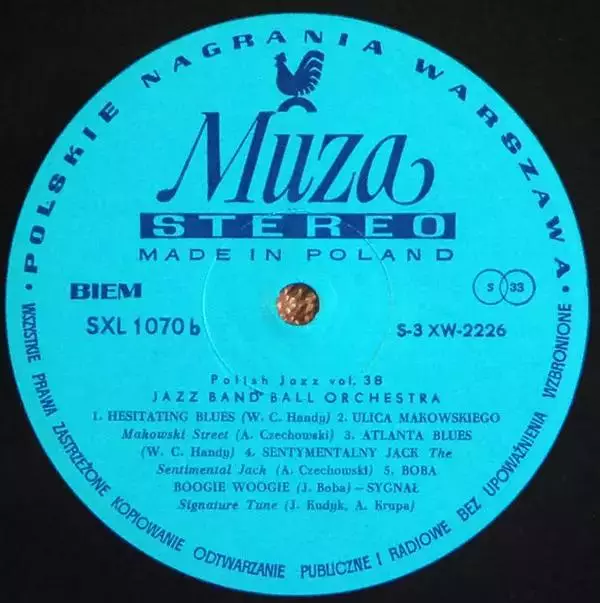 POLSKIE NAGRANIA WARSZAWA
Muza
STEREO
MADE IN POLAND
BIEM
S 33
SXL 1070 b
S-3 XW-2226
Polish Jazz vol. 38
JAZZ BAND BALL ORCHESTRA
1. HESITATING BLUES (W. C. Handy) 2. ULICA MAKOWSKIEGO
Makowski Street (A. Czechowski) 3. ATLANTA BLUES
(W. C. Handy) 4. SENTYMENTALNY JACK The
Sentimental Jack (A. Czechowski) 5. BOBA
BOOGIE WOOGIE (J. Boba) — SYGNAŁ
Signature Tune (J. Kudyk, A. Krupa)
WSZYSTKIE PRAWA ZASTRZEŻONE KOPIOWANIE ODTWARZANIE PUBLICZNE I RADIOWE BEZ UPOWAŻNIENIA WZBRONIONE